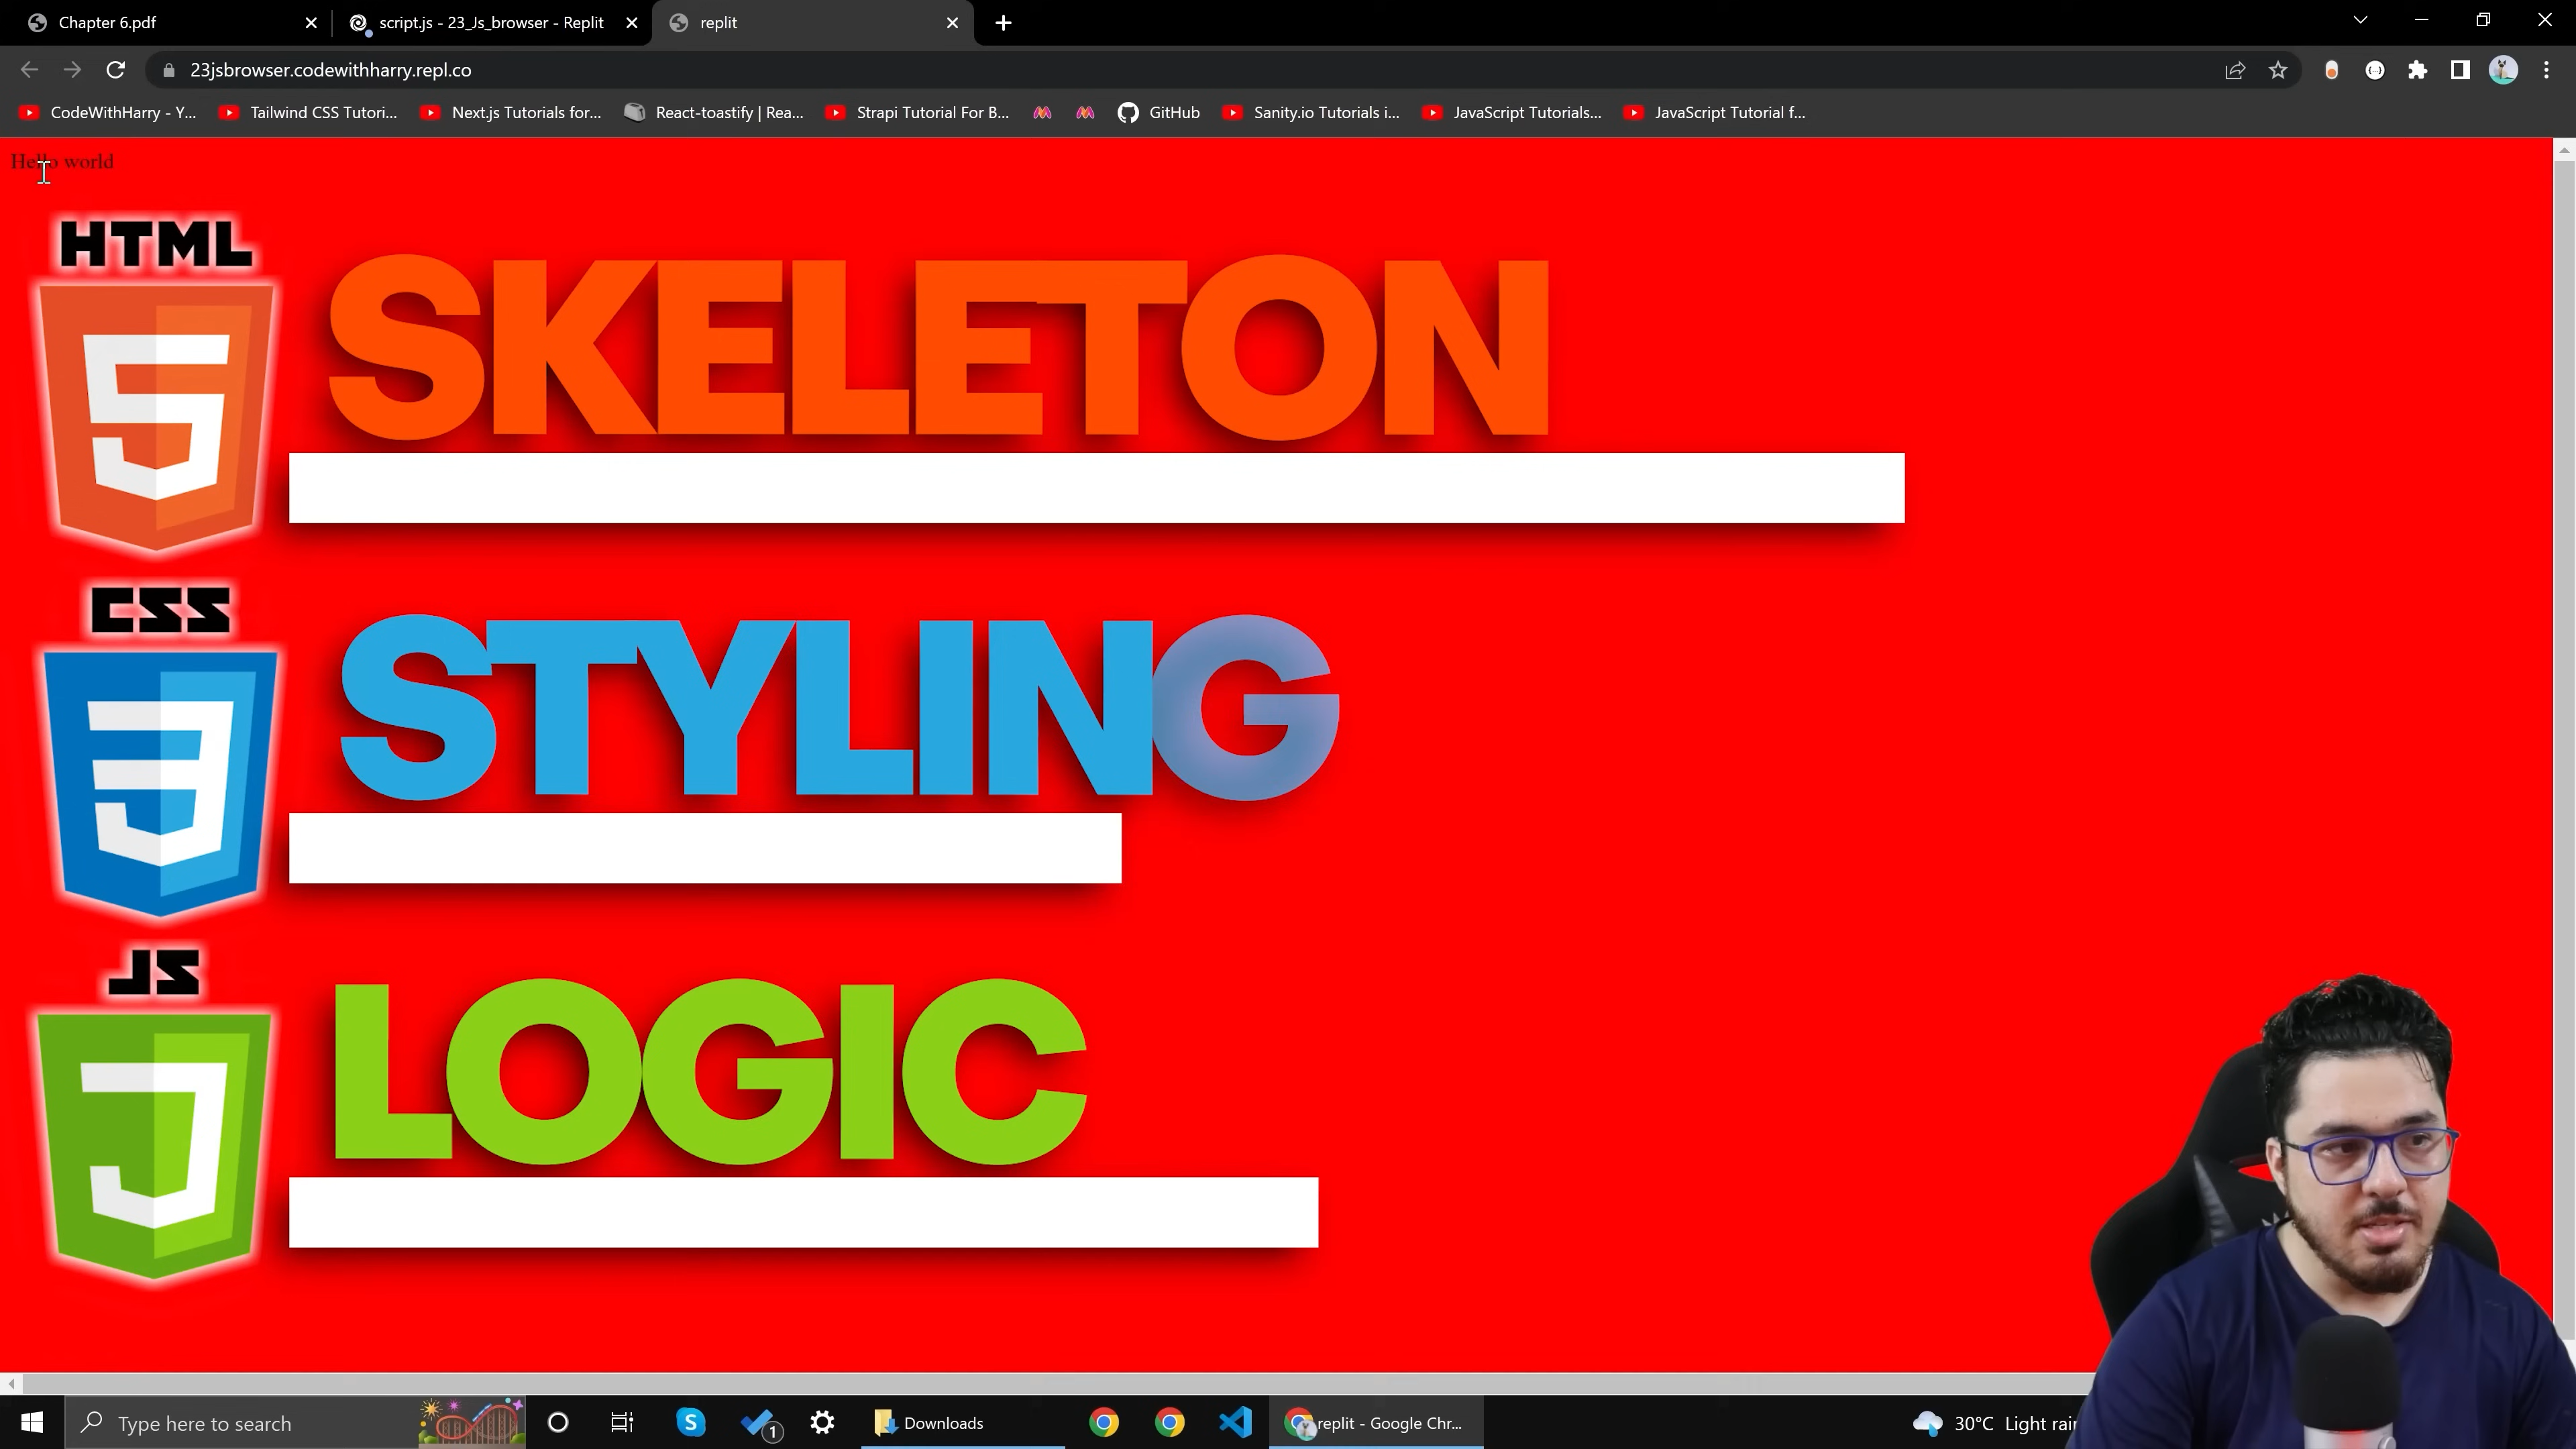 Chapter 6.pdf
script.js - 23_Js_browser - Replit
replit
23jsbrowser.codewithharry.repl.co
CodeWithHarry - Y...
Tailwind CSS Tutori...
Next.js Tutorials for...
React-toastify | Rea...
Strapi Tutorial For B...
GitHub
Sanity.io Tutorials i...
JavaScript Tutorials...
JavaScript Tutorial f...
Hello world
HTML
5
SKELETON
CSS
3
STYLING
JS
J
LOGIC
Type here to search
S
1
Downloads
replit - Google Chr...
30°C Light rain